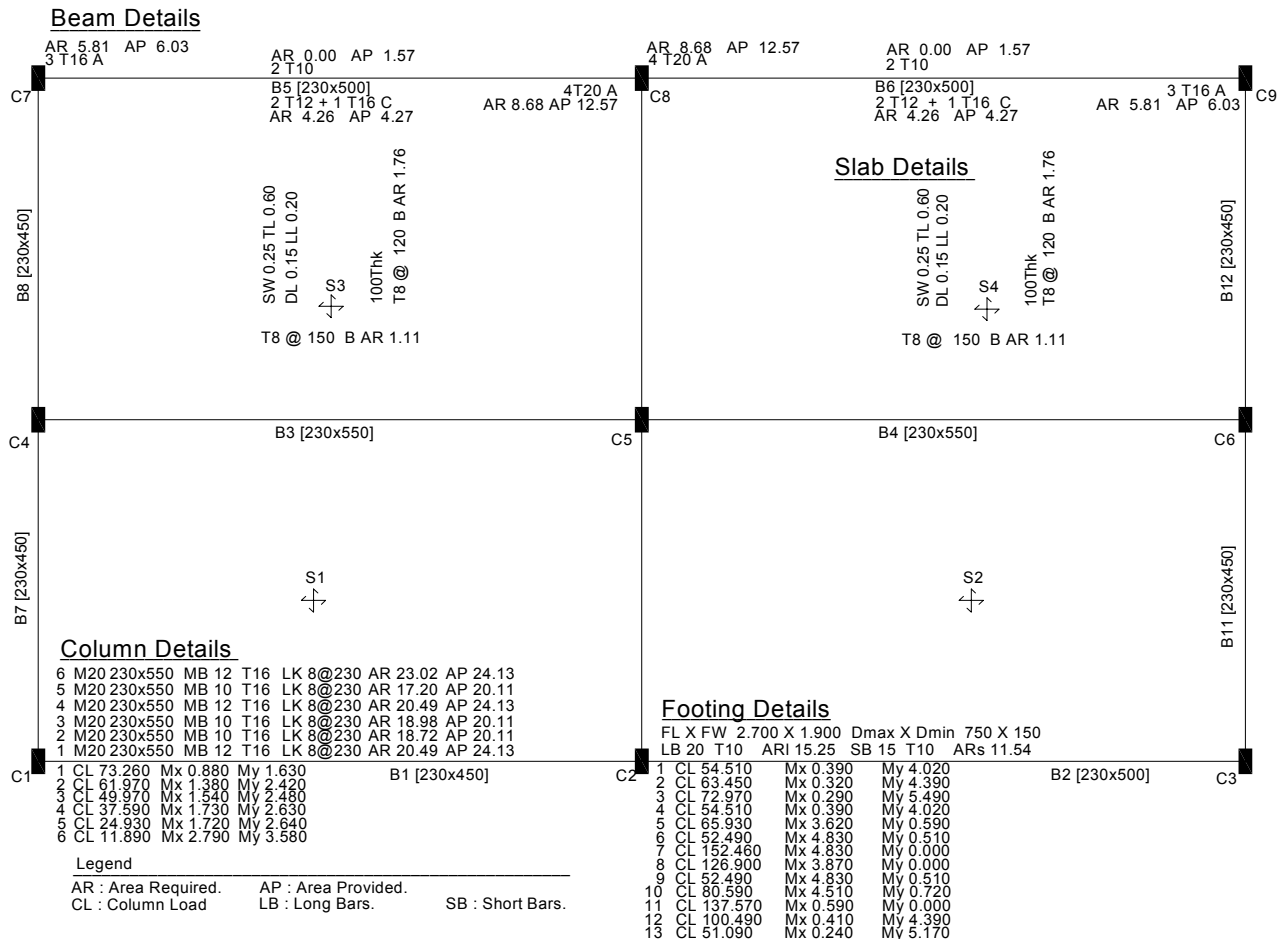 Beam Details
AR 5.81 AP 6.03
3 T16 A
AR 0.00 AP 1.57
2 T10
AR 8.68 AP 12.57
4 T20 A
AR 0.00 AP 1.57
2 T10
C7
B5 [230x500]
2 T12 + 1 T16 C
AR 4.26 AP 4.27
4T20 A
AR 8.68 AP 12.57
C8
B6 [230x500]
2 T12 + 1 T16 C
AR 4.26 AP 4.27
3 T16 A
AR 5.81 AP 6.03
C9
Slab Details
B8 [230x450]
SW 0.25 TL 0.60
DL 0.15 LL 0.20
S3
100Thk
T8 @ 120 B AR 1.76
T8 @ 150 B AR 1.11
SW 0.25 TL 0.60
DL 0.15 LL 0.20
S4
100Thk
T8 @ 120 B AR 1.76
T8 @ 150 B AR 1.11
B12 [230x450]
C4
B3 [230x550]
C5
B4 [230x550]
C6
B7 [230x450]
S1
S2
B11 [230x450]
Column Details
6 M20 230x550 MB 12 T16 LK 8@230 AR 23.02 AP 24.13
5 M20 230x550 MB 10 T16 LK 8@230 AR 17.20 AP 20.11
4 M20 230x550 MB 12 T16 LK 8@230 AR 20.49 AP 24.13
3 M20 230x550 MB 10 T16 LK 8@230 AR 18.98 AP 20.11
2 M20 230x550 MB 10 T16 LK 8@230 AR 18.72 AP 20.11
1 M20 230x550 MB 12 T16 LK 8@230 AR 20.49 AP 24.13
C1
B1 [230x450]
1 CL 73.260 Mx 0.880 My 1.630
2 CL 61.970 Mx 1.380 My 2.420
3 CL 49.970 Mx 1.540 My 2.480
4 CL 37.590 Mx 1.730 My 2.630
5 CL 24.930 Mx 1.720 My 2.640
6 CL 11.890 Mx 2.790 My 3.580
Legend
AR : Area Required. AP : Area Provided.
CL : Column Load LB : Long Bars. SB : Short Bars.
Footing Details
FL X FW 2.700 X 1.900 Dmax X Dmin 750 X 150
LB 20 T10 ARl 15.25 SB 15 T10 ARs 11.54
C2
B2 [230x500]
C3
1 CL 54.510 Mx 0.390 My 4.020
2 CL 63.450 Mx 0.320 My 4.390
3 CL 72.970 Mx 0.290 My 5.490
4 CL 54.510 Mx 0.390 My 4.020
5 CL 65.930 Mx 3.620 My 0.590
6 CL 52.490 Mx 4.830 My 0.510
7 CL 152.460 Mx 4.830 My 0.000
8 CL 126.900 Mx 3.870 My 0.000
9 CL 52.490 Mx 4.830 My 0.510
10 CL 80.590 Mx 4.510 My 0.720
11 CL 137.570 Mx 0.590 My 0.000
12 CL 100.490 Mx 0.410 My 4.390
13 CL 51.090 Mx 0.240 My 5.170